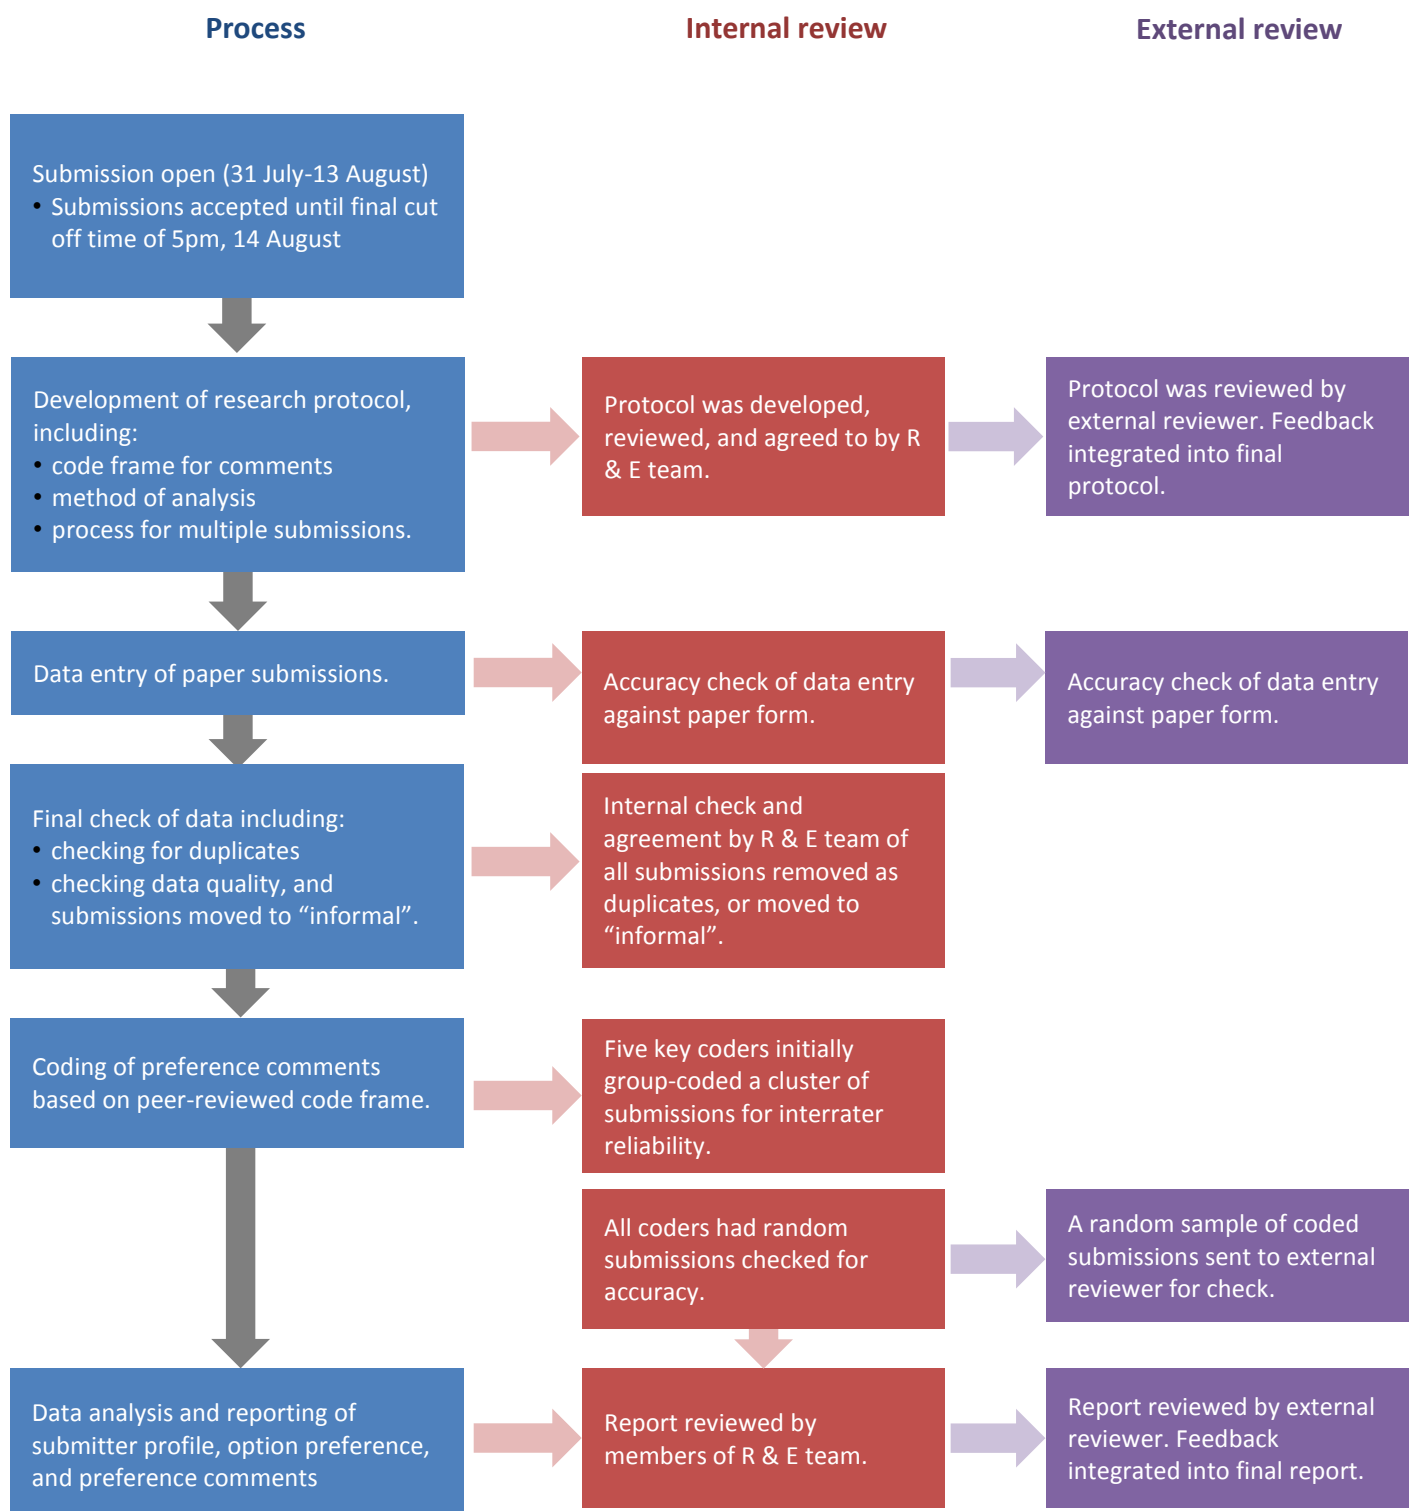 Process
Internal review
External review
Submission open (31 July-13 August)
• Submissions accepted until final cut
off time of 5pm, 14 August
Development of research protocol,
including:
• code frame for comments
• method of analysis
• process for multiple submissions.
Protocol was developed,
reviewed, and agreed to by R
& E team.
Protocol was reviewed by
external reviewer. Feedback
integrated into final
protocol.
Data entry of paper submissions.
Accuracy check of data entry
against paper form.
Accuracy check of data entry
against paper form.
Final check of data including:
• checking for duplicates
• checking data quality, and
submissions moved to “informal”.
Internal check and
agreement by R & E team of
all submissions removed as
duplicates, or moved to
“informal”.
Coding of preference comments
based on peer-reviewed code frame.
Five key coders initially
group-coded a cluster of
submissions for interrater
reliability.
All coders had random
submissions checked for
accuracy.
A random sample of coded
submissions sent to external
reviewer for check.
Data analysis and reporting of
submitter profile, option preference,
and preference comments
Report reviewed by
members of R & E team.
Report reviewed by external
reviewer. Feedback
integrated into final report.